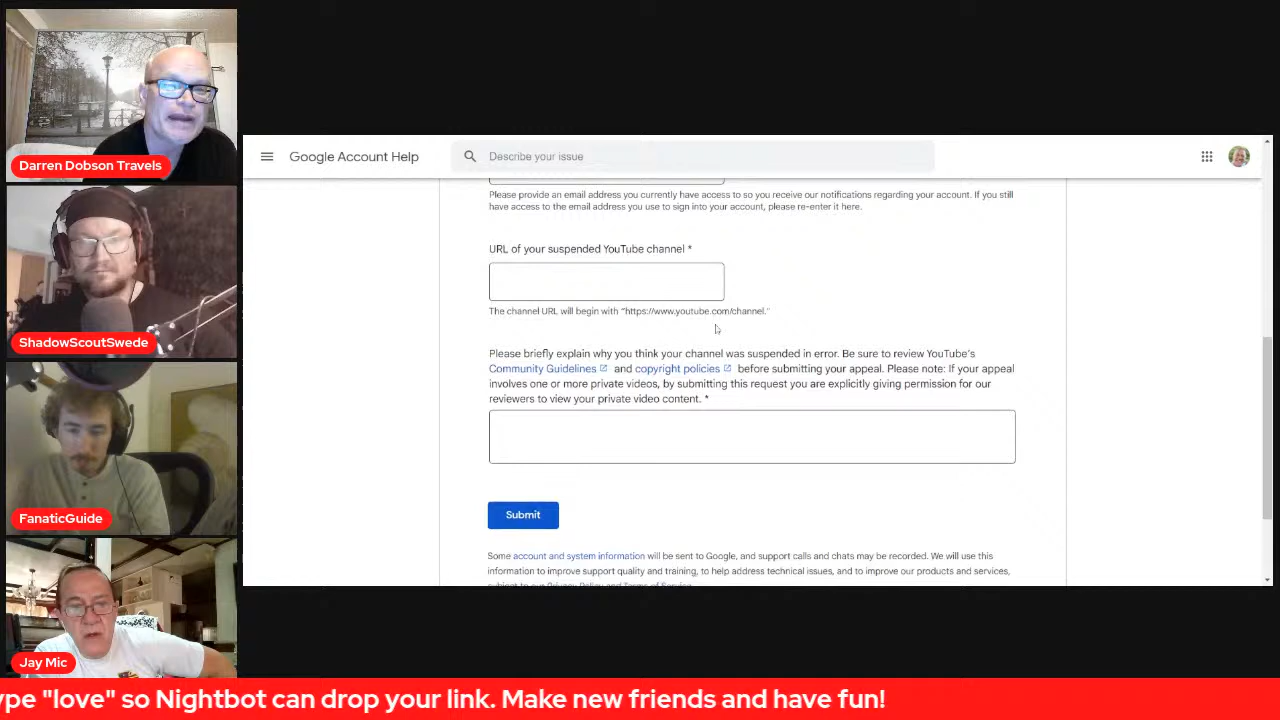 Darren Dobson Travels
ShadowScoutSwede
FanaticGuide
Jay Mic
Google Account Help
Describe your issue
Please provide an email address you currently have access to so you receive our notifications regarding your account. If you still
have access to the email address you use to sign into your account, please re-enter it here.
URL of your suspended YouTube channel *
The channel URL will begin with "https://www.youtube.com/channel."
Please briefly explain why you think your channel was suspended in error. Be sure to review YouTube's
Community Guidelines and copyright policies before submitting your appeal. Please note: If your appeal
involves one or more private videos, by submitting this request you are explicitly giving permission for our
reviewers to view your private video content. *
Submit
Some account and system information will be sent to Google, and support calls and chats may be recorded. We will use this
information to improve support quality and training, to help address technical issues, and to improve our products and services,
subject to our Privacy Policy and Terms of Service
ype "love" so Nightbot can drop your link. Make new friends and have fun!